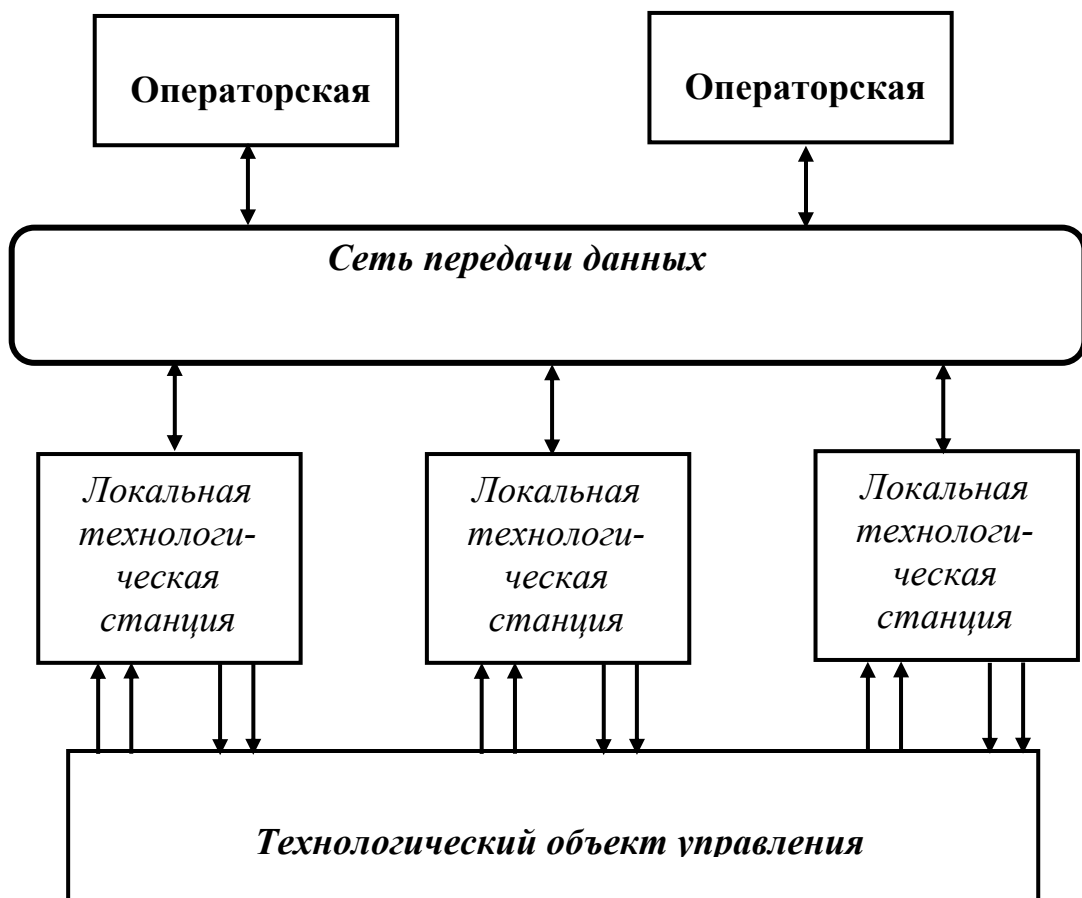 Операторская
Операторская
Сеть передачи данных
Локальная
технологи-
ческая
станция
Локальная
технологи-
ческая
станция
Локальная
технологи-
ческая
станция
Технологический объект управления